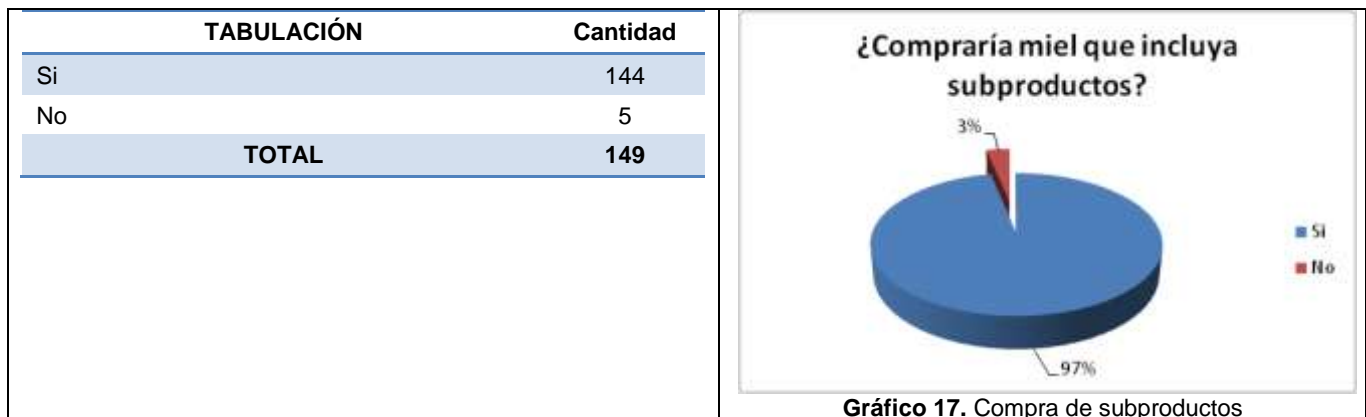 TABULACIÓN Cantidad
Si 144
No 5
TOTAL 149
¿Compraría miel que incluya
subproductos?
3%
Si
No
97%
Gráfico 17. Compra de subproductos